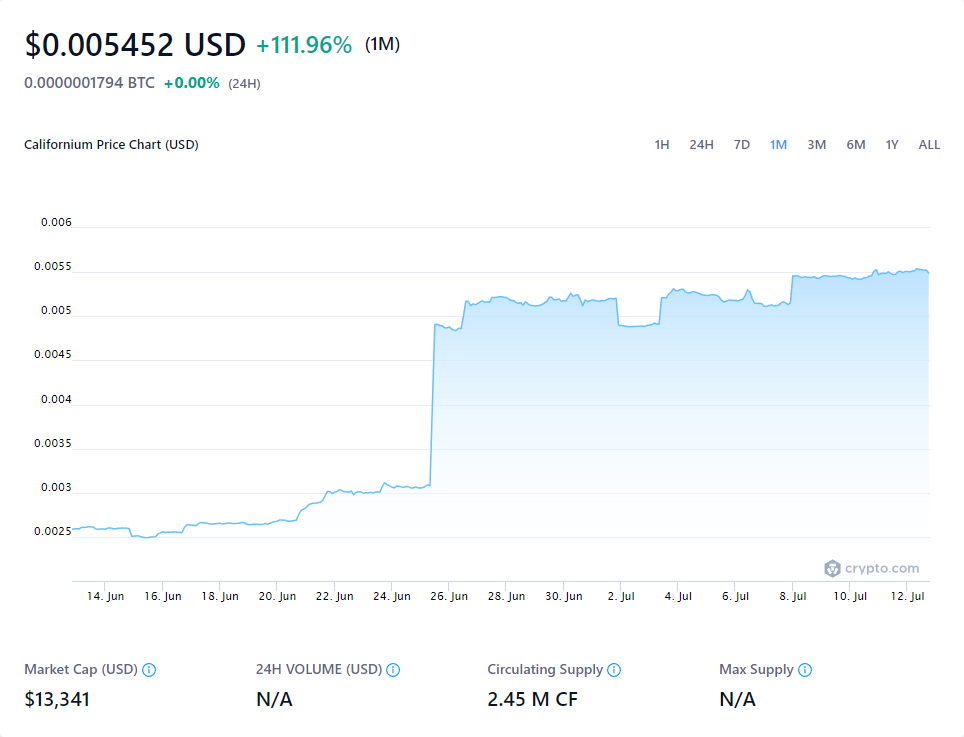 $0.005452 USD +111.96% (1M)
0.0000001794 BTC +0.00% (24H)
Californium Price Chart (USD)
1H 24H 7D 1M 3M 6M 1Y ALL
0.006
0.0055
0.005
0.0045
0.004
0.0035
0.003
0.0025
crypto.com
14. Jun 16. Jun 18. Jun 20. Jun 22. Jun 24. Jun 26. Jun 28. Jun 30. Jun 2. Jul 4. Jul 6. Jul 8. Jul 10. Jul 12. Jul
Market Cap (USD) 24H VOLUME (USD) Circulating Supply Max Supply
$13,341 N/A 2.45 M CF N/A